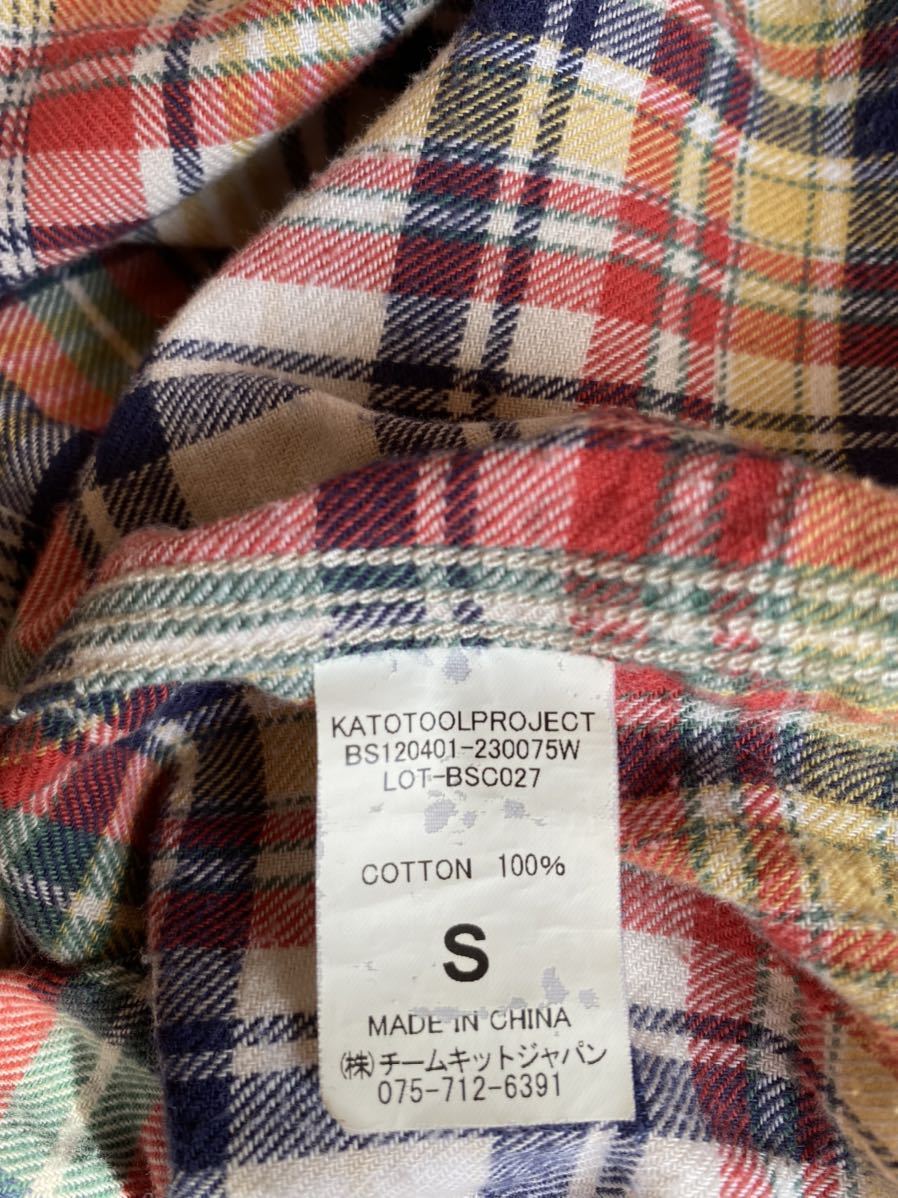 KATOTOOLPROJECT
BS120401-230075W
LOT-BSC027
COTTON 100%
S
MADE IN CHINA
(株)チームキットジャパン
075-712-6391